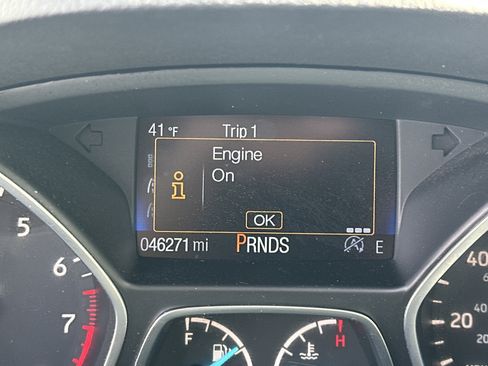 41 °F Trip 1
Engine
On
i
OK
046271 mi PRNDS E
5
6
7
F
H
40
20